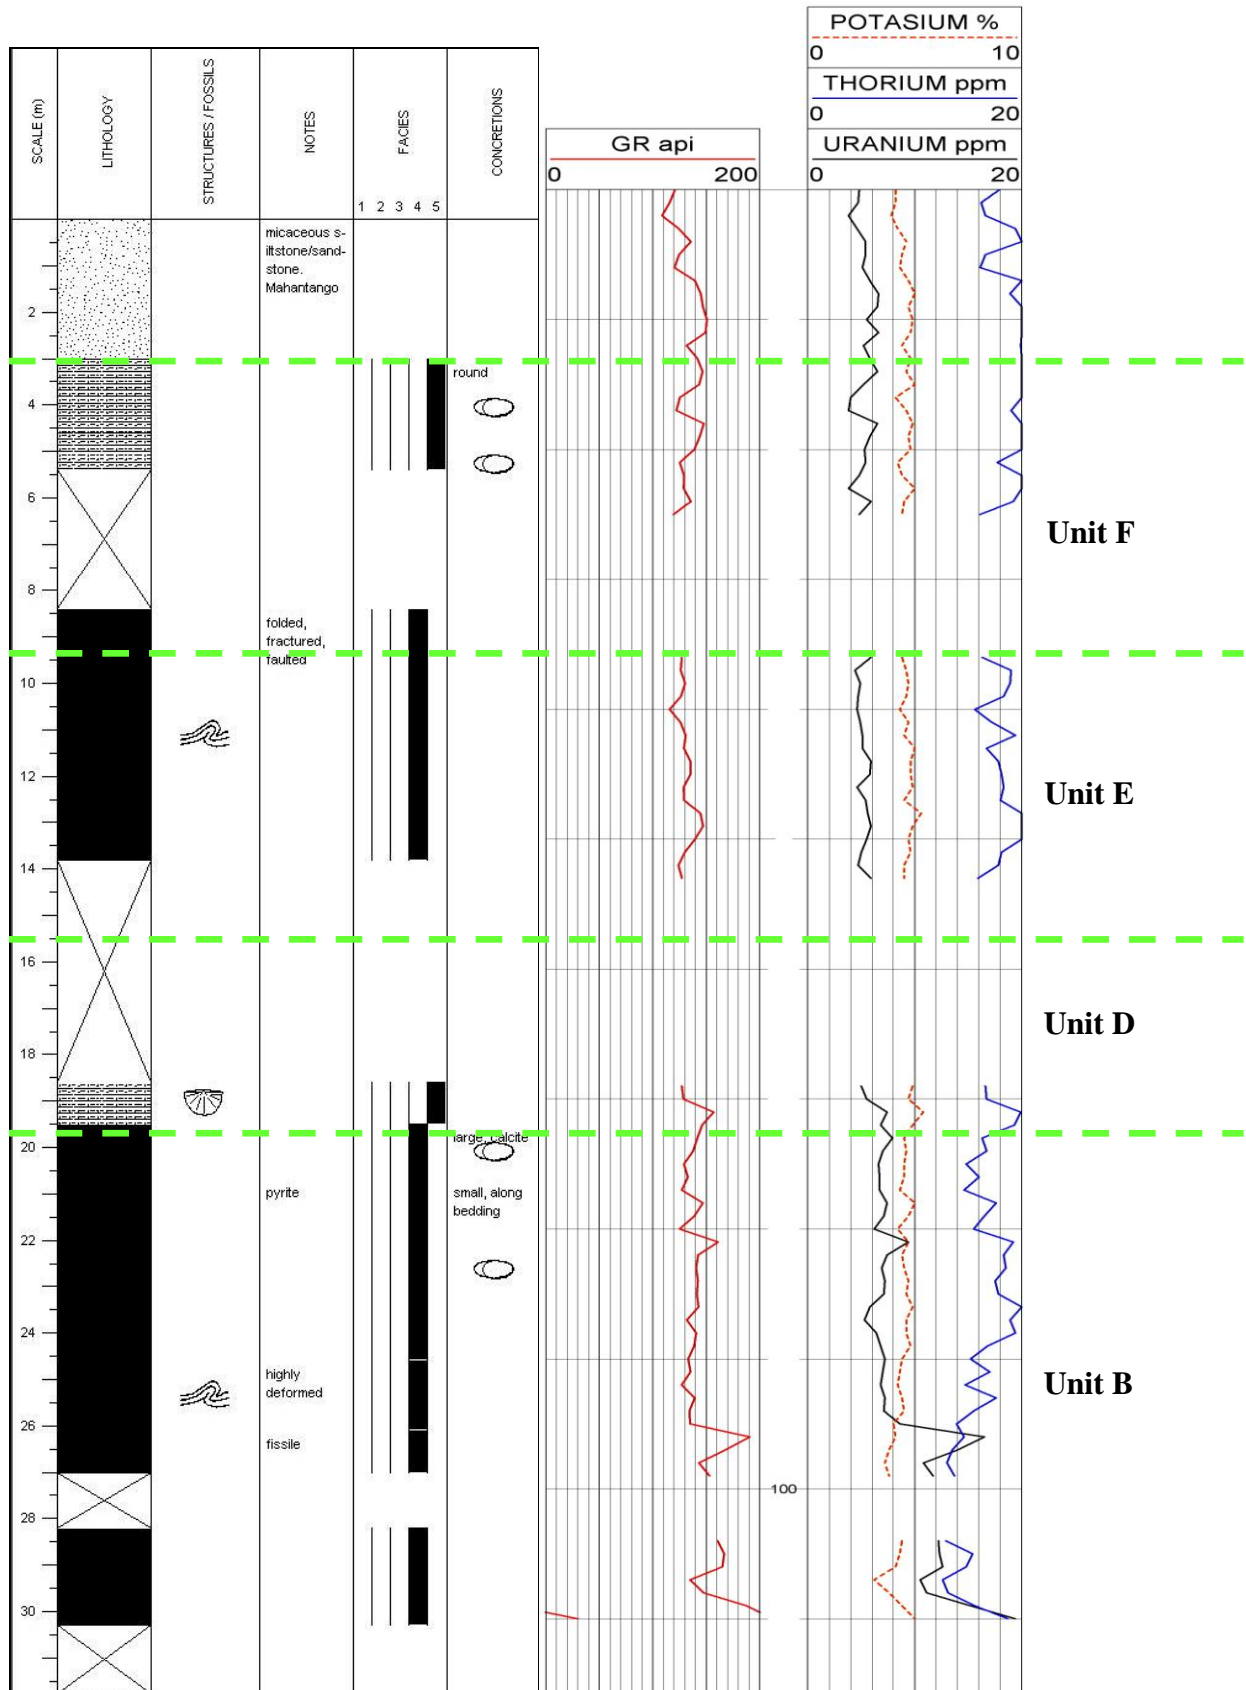 POTASIUM %
0 10
THORIUM ppm
0 20
GR api
URANIUM ppm
0 200
0 20
SCALE (m)
LITHOLOGY
STRUCTURES / FOSSILS
NOTES
FACIES
CONCRETIONS
1 2 3 4 5
micaceous s-
iltstone/sand-
stone.
Mahantango
2
round
4
6
Unit F
8
folded,
fractured,
faulted
10
12
Unit E
14
16
18
Unit D
large, calcite
20
pyrite
small, along
bedding
22
24
highly
deformed
Unit B
26
fissile
100
28
30